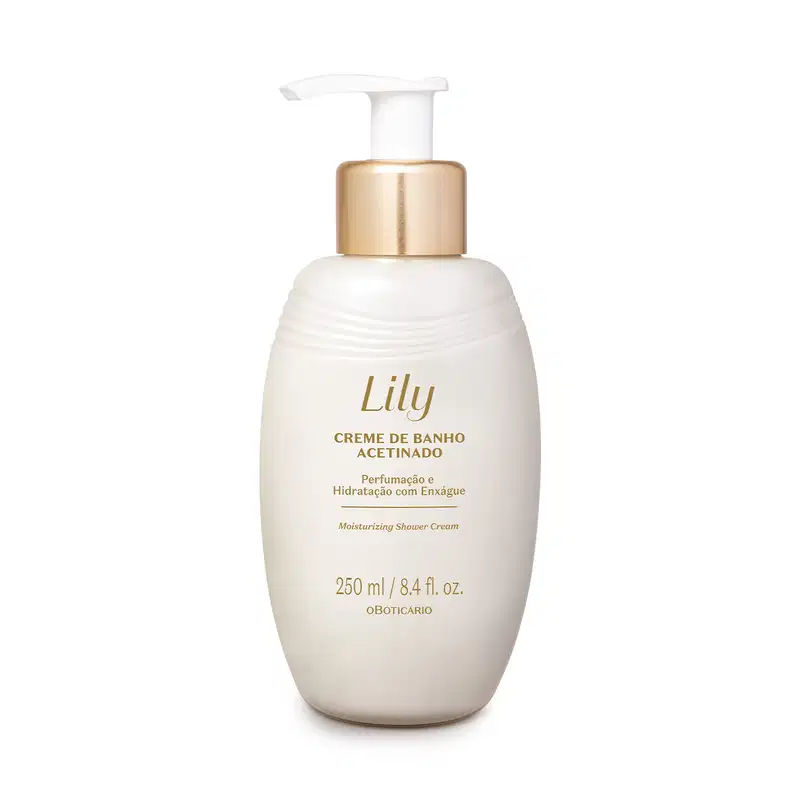 Lily
CREME DE BANHO
ACETINADO
Perfumação e
Hidratação com Enxágue
Moisturizing Shower Cream
250 ml / 8.4 fl. oz.
oBOTICÁRIO